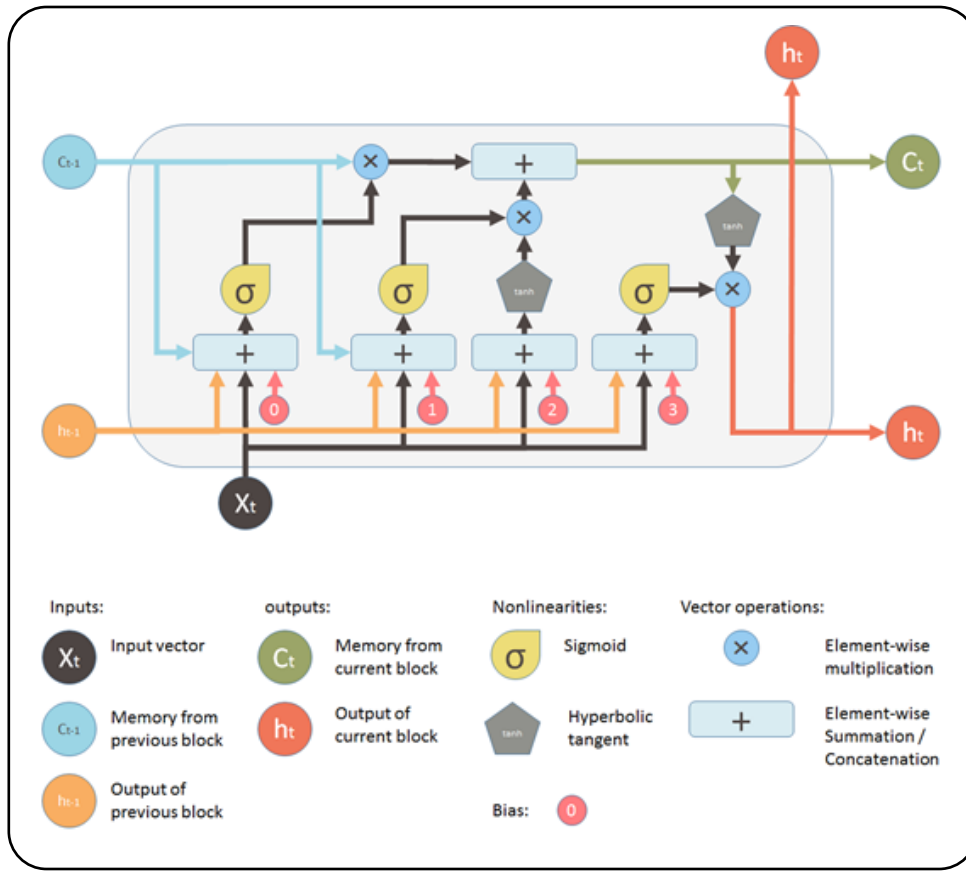 ht
Ct-1
×
+
Ct
×
tanh
σ
σ
tanh
σ
×
+
+
+
+
0
1
2
3
ht-1
ht
Xt
Inputs:
outputs:
Nonlinearities:
Vector operations:
Xt
Input vector
Ct
Memory from
current block
σ
Sigmoid
×
Element-wise
multiplication
Ct-1
Memory from
previous block
ht
Output of
current block
tanh
Hyperbolic
tangent
+
Element-wise
Summation /
Concatenation
ht-1
Output of
previous block
Bias:
0